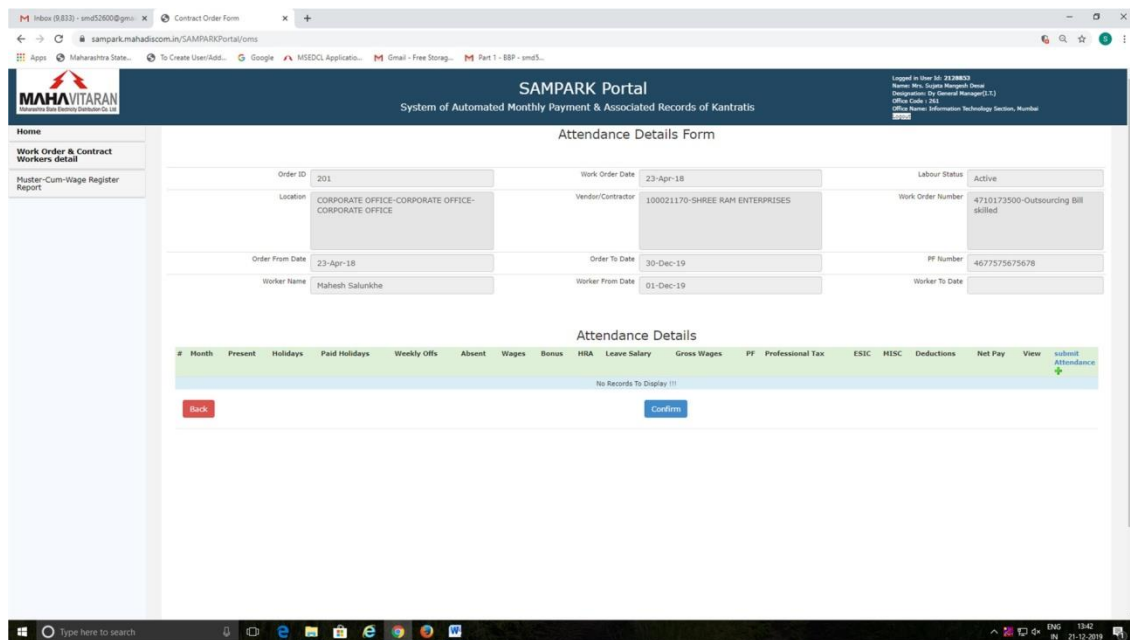 Inbox (9,833) - smd52600@gmai
Contract Order Form
sampark.mahadiscom.in/SAMPARKPortal/oms
Apps Maharashtra State... To Create User/Add... Google MSEDCL Applicatio... Gmail - Free Storag... Part 1 - BBP - smd5...
MAHAVITARAN
Maharashtra State Electricity Distribution Co. Ltd
SAMPARK Portal
System of Automated Monthly Payment & Associated Records of Kantratis
Logged in User Id: 2128853
Name: Mrs. Sujata Mangesh Desai
Designation: Dy General Manager(I.T.)
Office Code : 261
Office Name: Information Technology Section, Mumbai
Logout
Home
Work Order & Contract
Workers detail
Muster-Cum-Wage Register
Report
Attendance Details Form
Order ID 201 Work Order Date 23-Apr-18 Labour Status Active
Location CORPORATE OFFICE-CORPORATE OFFICE-
CORPORATE OFFICE
Vendor/Contractor 100021170-SHREE RAM ENTERPRISES
Work Order Number 4710173500-Outsourcing Bill
skilled
Order From Date 23-Apr-18 Order To Date 30-Dec-19 PF Number 4677575675678
Worker Name Mahesh Salunkhe Worker From Date 01-Dec-19 Worker To Date
Attendance Details
# Month Present Holidays Paid Holidays Weekly Offs Absent Wages Bonus HRA Leave Salary Gross Wages PF Professional Tax ESIC MISC Deductions Net Pay View submit
Attendance
No Records To Display !!!
Back Confirm
Type here to search
ENG 13:42
IN 21-12-2019